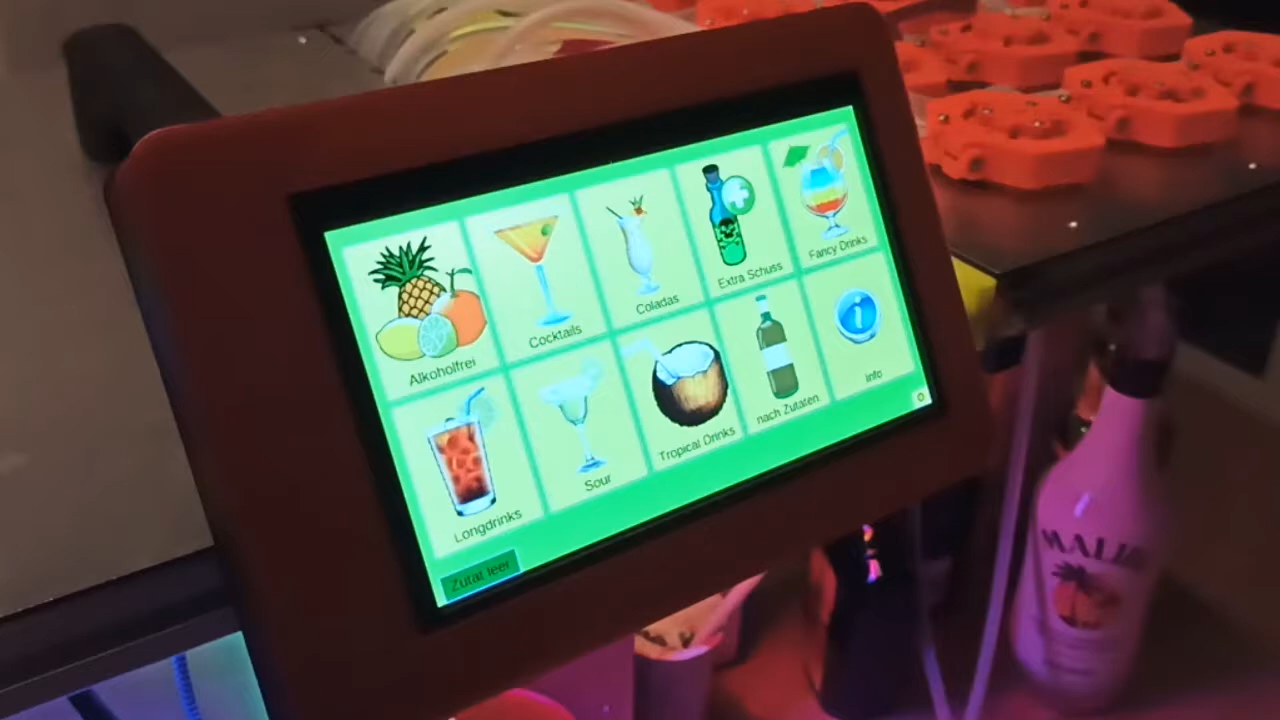 Alkoholfrei
Cocktails
Coladas
Extra Schuss
Fancy Drinks
Longdrinks
Sour
Tropical Drinks
nach Zutaten
Info
Zutat leer
MALIBU